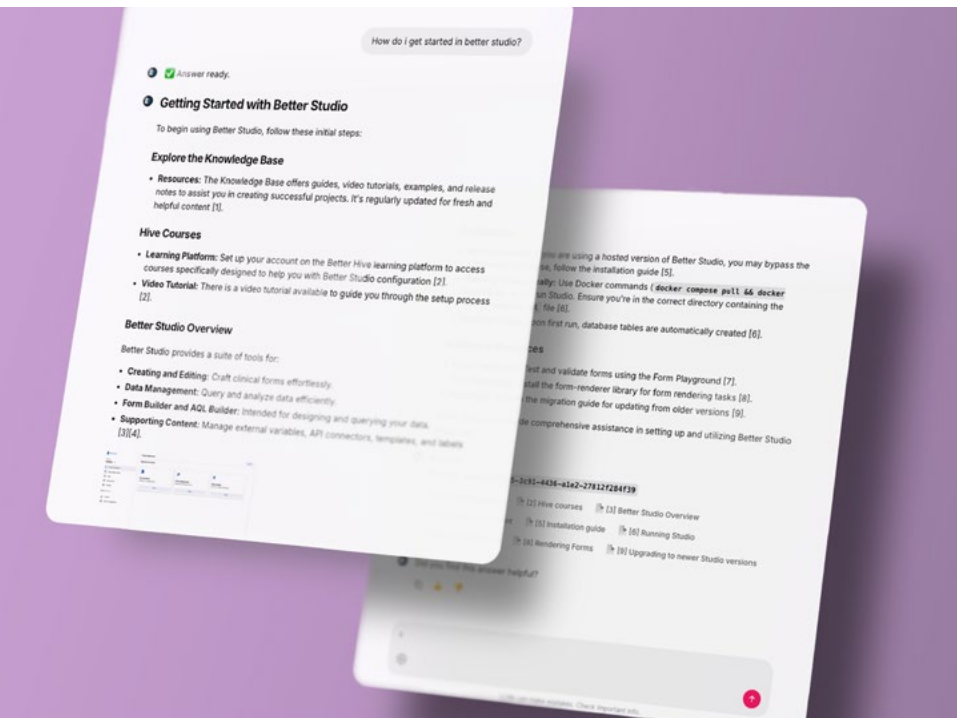 How do i get started in better studio?
Answer ready.
Getting Started with Better Studio
To begin using Better Studio, follow these initial steps:
Explore the Knowledge Base
• Resources: The Knowledge Base offers guides, video tutorials, examples, and release
notes to assist you in creating successful projects. It's regularly updated for fresh and
helpful content [1].
Hive Courses
• Learning Platform: Set up your account on the Better Hive learning platform to access
courses specifically designed to help you with Better Studio configuration [2].
• Video Tutorial: There is a video tutorial available to guide you through the setup process
[2].
Better Studio Overview
Better Studio provides a suite of tools for:
• Creating and Editing: Craft clinical forms effortlessly.
• Data Management: Query and analyze data efficiently.
• Form Builder and AQL Builder: Intended for designing and querying your data.
• Supporting Content: Manage external variables, API connectors, templates, and labels
[3][4].
you are using a hosted version of Better Studio, you may bypass the
follow the installation guide [5].
Use Docker commands (docker compose pull && docker
Studio. Ensure you're in the correct directory containing the
file [6].
first run, database tables are automatically created [6].
and validate forms using the Form Playground [7].
the form-renderer library for form rendering tasks [8].
the migration guide for updating from older versions [9].
comprehensive assistance in setting up and utilizing Better Studio
-3c91-4436-a1e2-27812f284f39
[2] Hive courses [3] Better Studio Overview
[5] Installation guide [6] Running Studio
[8] Rendering Forms [9] Upgrading to newer Studio versions
Did you find this answer helpful?
Check important info.